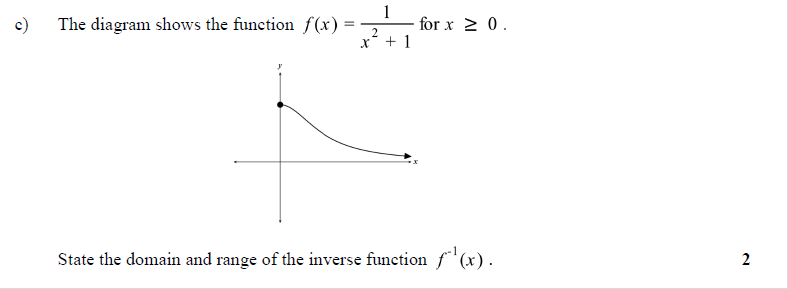 c) The diagram shows the function f(x) = 1/(x² + 1) for x ≥ 0 .
y
x
State the domain and range of the inverse function f⁻¹(x) . 2